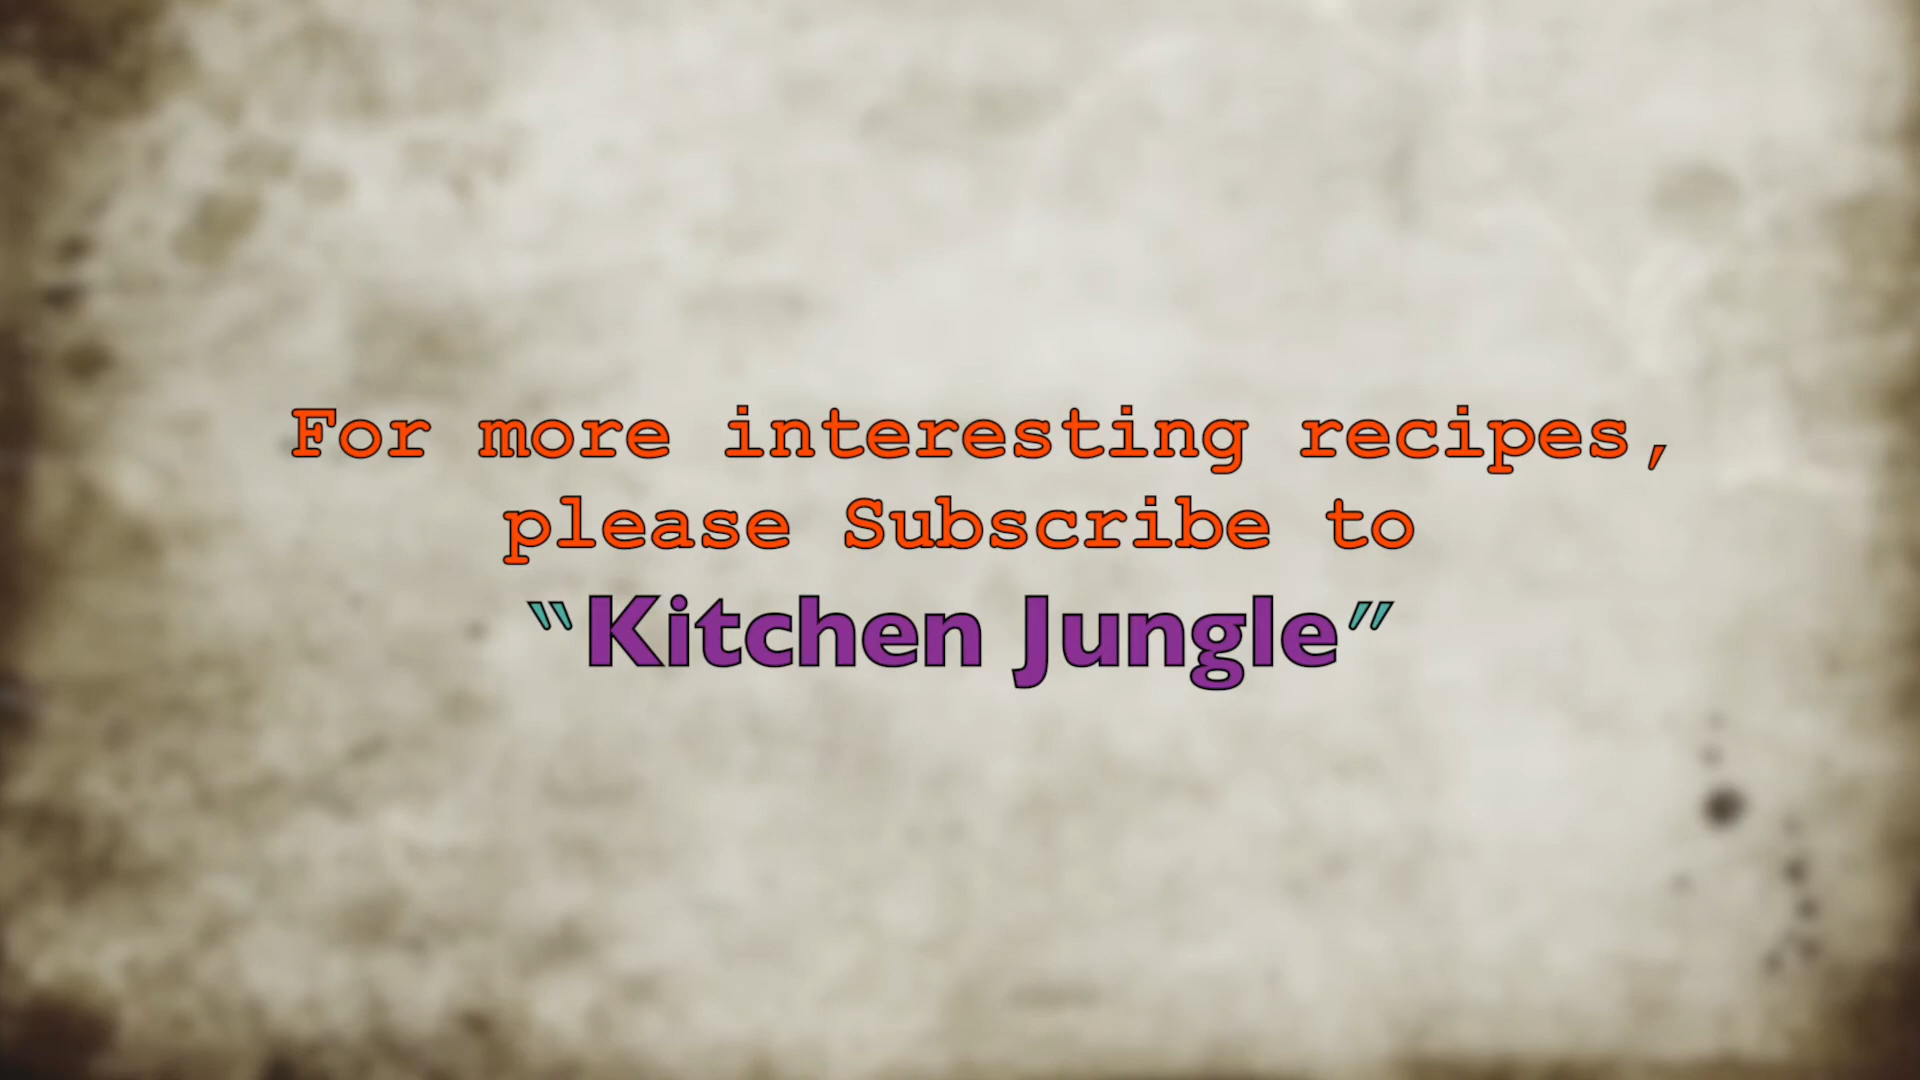 For more interesting recipes,
please Subscribe to
“Kitchen Jungle”